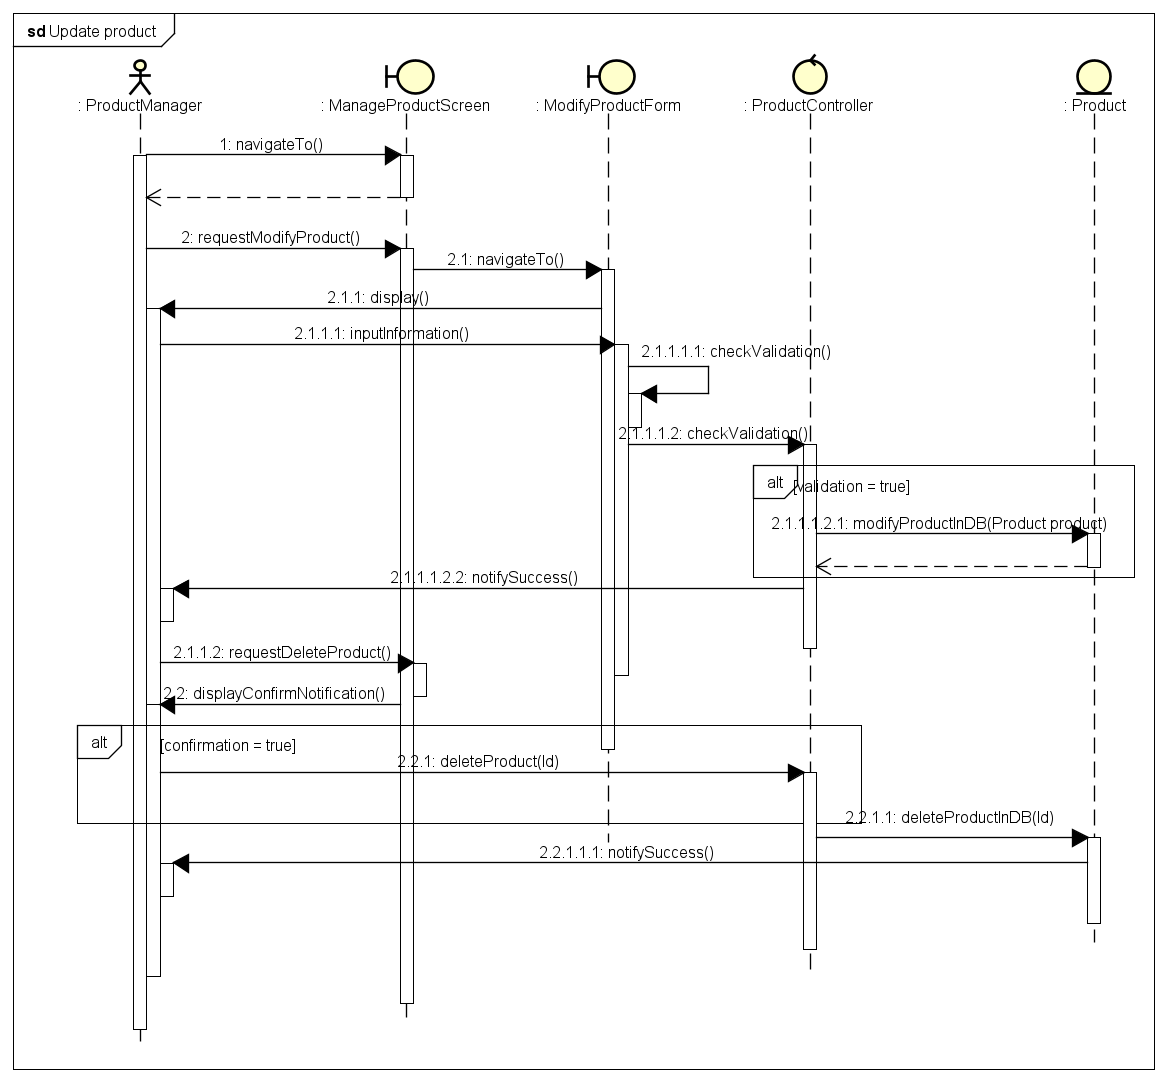 sd Update product
: ProductManager
: ManageProductScreen
: ModifyProductForm
: ProductController
: Product
1: navigateTo()
2: requestModifyProduct()
2.1: navigateTo()
2.1.1: display()
2.1.1.1: inputInformation()
2.1.1.1.1: checkValidation()
2.1.1.1.2: checkValidation()
alt
[validation = true]
2.1.1.1.2.1: modifyProductInDB(Product product)
2.1.1.1.2.2: notifySuccess()
2.1.1.2: requestDeleteProduct()
2.2: displayConfirmNotification()
alt
[confirmation = true]
2.2.1: deleteProduct(Id)
2.2.1.1: deleteProductInDB(Id)
2.2.1.1.1: notifySuccess()